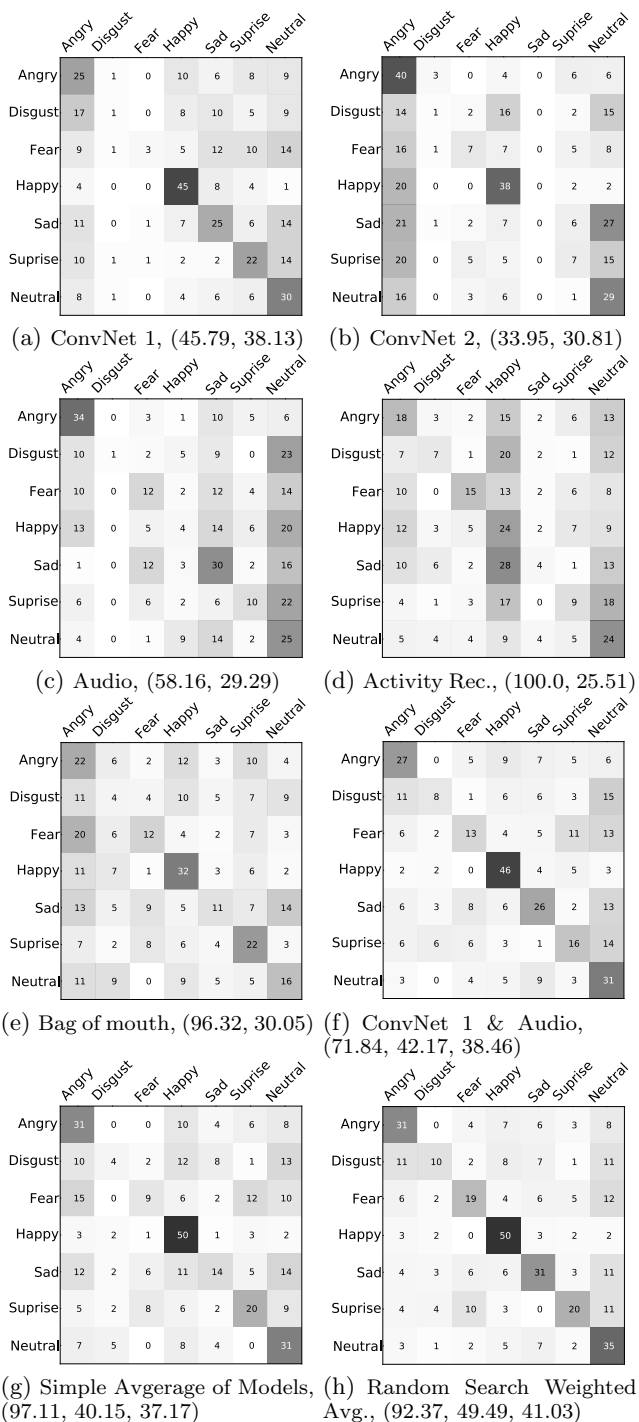 Angry Disgust Fear Happy Sad Suprise Neutral
Angry 25 1 0 10 6 8 9
Disgust 17 1 0 8 10 5 9
Fear 9 1 3 5 12 10 14
Happy 4 0 0 45 8 4 1
Sad 11 0 1 7 25 6 14
Suprise 10 1 1 2 2 22 14
Neutral 8 1 0 4 6 6 30
(a) ConvNet 1, (45.79, 38.13)
Angry Disgust Fear Happy Sad Suprise Neutral
Angry 40 3 0 4 0 6 6
Disgust 14 1 2 16 0 2 15
Fear 16 1 7 7 0 5 8
Happy 20 0 0 38 0 2 2
Sad 21 1 2 7 0 6 27
Suprise 20 0 5 5 0 7 15
Neutral 16 0 3 6 0 1 29
(b) ConvNet 2, (33.95, 30.81)
Angry Disgust Fear Happy Sad Suprise Neutral
Angry 34 0 3 1 10 5 6
Disgust 10 1 2 5 9 0 23
Fear 10 0 12 2 12 4 14
Happy 13 0 5 4 14 6 20
Sad 1 0 12 3 30 2 16
Suprise 6 0 6 2 6 10 22
Neutral 4 0 1 9 14 2 25
(c) Audio, (58.16, 29.29)
Angry Disgust Fear Happy Sad Suprise Neutral
Angry 18 3 2 15 2 6 13
Disgust 7 7 1 20 2 1 12
Fear 10 0 15 13 2 6 8
Happy 12 3 5 24 2 7 9
Sad 10 6 2 28 4 1 13
Suprise 4 1 3 17 0 9 18
Neutral 5 4 4 9 4 5 24
(d) Activity Rec., (100.0, 25.51)
Angry Disgust Fear Happy Sad Suprise Neutral
Angry 22 6 2 12 3 10 4
Disgust 11 4 4 10 5 7 9
Fear 20 6 12 4 2 7 3
Happy 11 7 1 32 3 6 2
Sad 13 5 9 5 11 7 14
Suprise 7 2 8 6 4 22 3
Neutral 11 9 0 9 5 5 16
(e) Bag of mouth, (96.32, 30.05)
Angry Disgust Fear Happy Sad Suprise Neutral
Angry 27 0 5 9 7 5 6
Disgust 11 8 1 6 6 3 15
Fear 6 2 13 4 5 11 13
Happy 2 2 0 46 4 5 3
Sad 6 3 8 6 26 2 13
Suprise 6 6 6 3 1 16 14
Neutral 3 0 4 5 9 3 31
(f) ConvNet 1 & Audio,
(71.84, 42.17, 38.46)
Angry Disgust Fear Happy Sad Suprise Neutral
Angry 31 0 0 10 4 6 8
Disgust 10 4 2 12 8 1 13
Fear 15 0 9 6 2 12 10
Happy 3 2 1 50 1 3 2
Sad 12 2 6 11 14 5 14
Suprise 5 2 8 6 2 20 9
Neutral 7 5 0 8 4 0 31
(g) Simple Avgerage of Models,
(97.11, 40.15, 37.17)
Angry Disgust Fear Happy Sad Suprise Neutral
Angry 31 0 4 7 6 3 8
Disgust 11 10 2 8 7 1 11
Fear 6 2 19 4 6 5 12
Happy 3 2 0 50 3 2 2
Sad 4 3 6 6 31 3 11
Suprise 4 4 10 3 0 20 11
Neutral 3 1 2 5 7 2 35
(h) Random Search Weighted
Avg., (92.37, 49.49, 41.03)